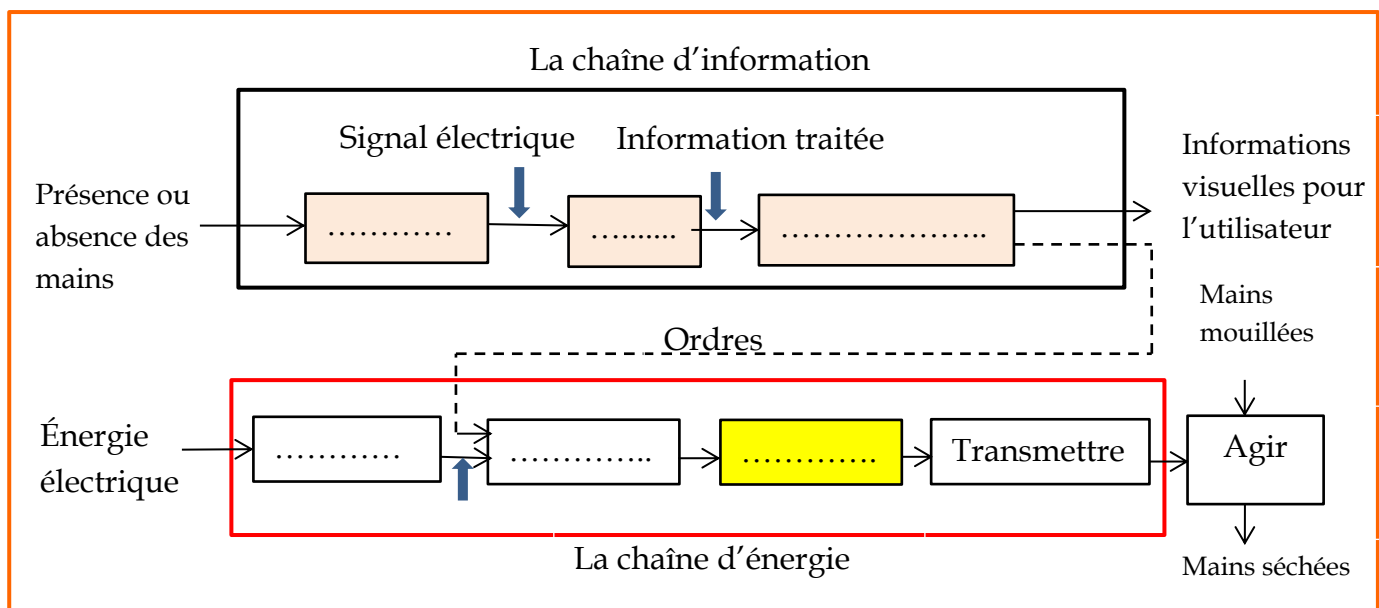 La chaîne d’information
Signal électrique
Information traitée
Présence ou
absence des
mains
…………
….......
………………..
Informations
visuelles pour
l’utilisateur
Mains
mouillées
Ordres
Énergie
électrique
…………
…………..
………….
Transmettre
Agir
La chaîne d’énergie
Mains séchées